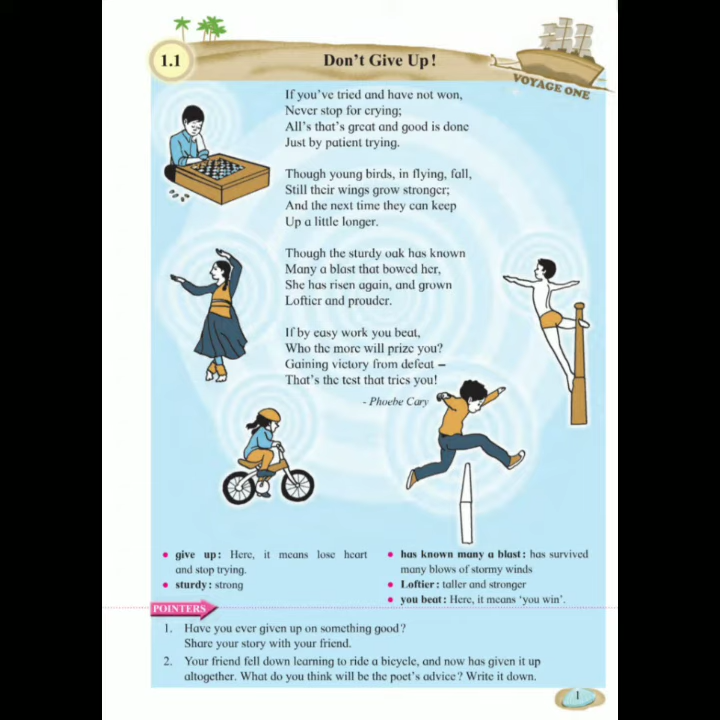 1.1
Don't Give Up!
VOYAGE ONE
If you've tried and have not won,
Never stop for crying;
All's that's great and good is done
Just by patient trying.
Though young birds, in flying, fall,
Still their wings grow stronger;
And the next time they can keep
Up a little longer.
Though the sturdy oak has known
Many a blast that bowed her,
She has risen again, and grown
Loftier and prouder.
If by easy work you beat,
Who the more will prize you?
Gaining victory from defeat –
That's the test that tries you!
- Phoebe Cary
• give up: Here, it means lose heart
and stop trying.
• sturdy: strong
• has known many a blast: has survived
many blows of stormy winds
• Loftier: taller and stronger
• you beat: Here, it means 'you win'.
POINTERS
1. Have you ever given up on something good?
Share your story with your friend.
2. Your friend fell down learning to ride a bicycle, and now has given it up
altogether. What do you think will be the poet's advice? Write it down.
1